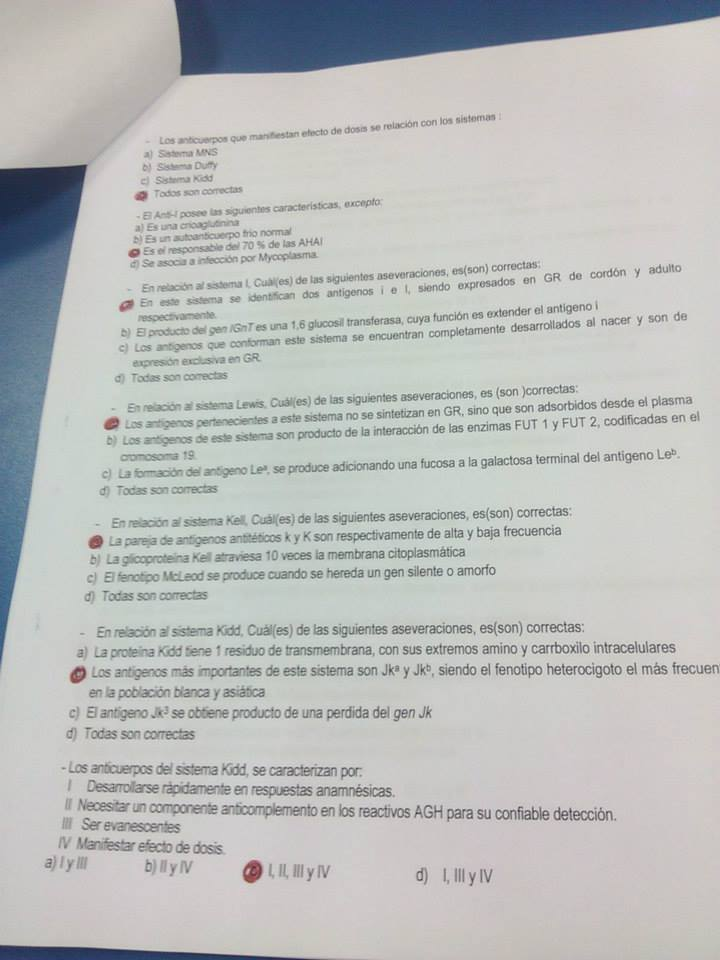 - Los anticuerpos que manifiestan efecto de dosis se relación con los sistemas :
a) Sistema MNS
b) Sistema Duffy
c) Sistema Kidd
Todos son correctas
- El Anti-I posee las siguientes características, excepto:
a) Es una crioaglutinina
b) Es un autoanticuerpo frío normal
Es el responsable del 70 % de las AHAI
d) Se asocia a infección por Mycoplasma.
- En relación al sistema I, Cuál(es) de las siguientes aseveraciones, es(son) correctas:
En este sistema se identifican dos antígenos i e I, siendo expresados en GR de cordón y adulto
respectivamente.
b) El producto del gen IGnT es una 1,6 glucosil transferasa, cuya función es extender el antígeno i
c) Los antígenos que conforman este sistema se encuentran completamente desarrollados al nacer y son de
expresión exclusiva en GR.
d) Todas son correctas
- En relación al sistema Lewis, Cuál(es) de las siguientes aseveraciones, es (son )correctas:
Los antígenos pertenecientes a este sistema no se sintetizan en GR, sino que son adsorbidos desde el plasma
b) Los antígenos de este sistema son producto de la interacción de las enzimas FUT 1 y FUT 2, codificadas en el
cromosoma 19.
c) La formación del antígeno Leª, se produce adicionando una fucosa a la galactosa terminal del antígeno Leᵇ.
d) Todas son correctas
- En relación al sistema Kell, Cuál(es) de las siguientes aseveraciones, es(son) correctas:
La pareja de antígenos antitéticos k y K son respectivamente de alta y baja frecuencia
b) La glicoproteína Kell atraviesa 10 veces la membrana citoplasmática
c) El fenotipo McLeod se produce cuando se hereda un gen silente o amorfo
d) Todas son correctas
- En relación al sistema Kidd, Cuál(es) de las siguientes aseveraciones, es(son) correctas:
a) La proteína Kidd tiene 1 residuo de transmembrana, con sus extremos amino y carrboxilo intracelulares
Los antígenos más importantes de este sistema son Jkª y Jkᵇ, siendo el fenotipo heterocigoto el más frecuen
en la población blanca y asiática
c) El antígeno Jk³ se obtiene producto de una perdida del gen Jk
d) Todas son correctas
- Los anticuerpos del sistema Kidd, se caracterizan por:
I Desarrollarse rápidamente en respuestas anamnésicas.
II Necesitar un componente anticomplemento en los reactivos AGH para su confiable detección.
III Ser evanescentes
IV Manifestar efecto de dosis.
a) I y III b) II y IV c) I, II, III y IV d) I, III y IV